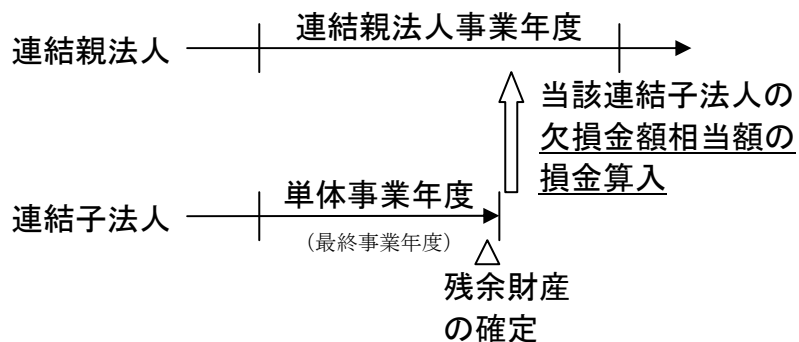 連結親法人事業年度
連結親法人
当該連結子法人の
欠損金額相当額の
損金算入
単体事業年度
連結子法人
（最終事業年度）
残余財産
の確定